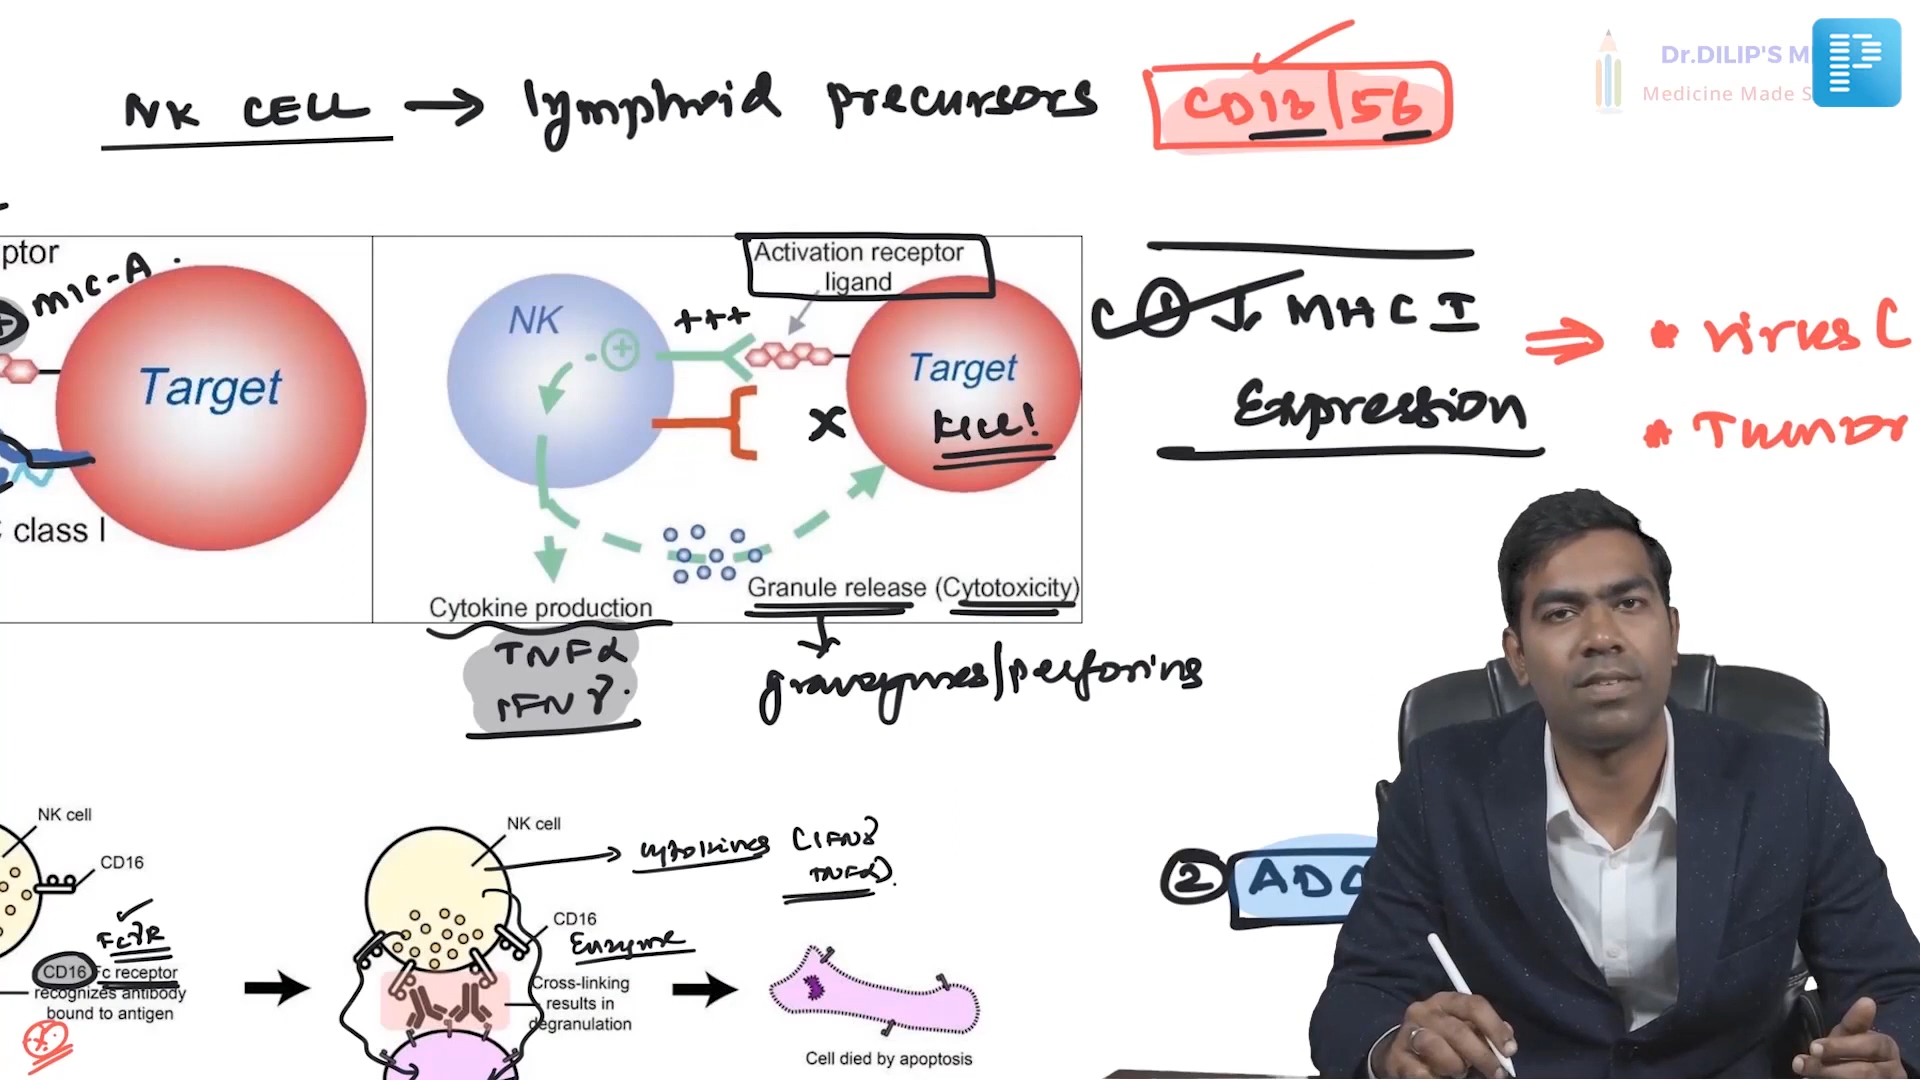 Dr.DILIP'S M
Medicine Made S
NK CELL → lymphoid precursors CD13/56
ptor
MIC-A
Target
class I
Activation receptor
ligand
NK
+++
+
Target
x
Kill!
Cytokine production
TNFα
IFNγ.
Granule release (Cytotoxicity)
granzymes/perforins
↓ MHC I
Expression
⇒ * virus C
* Tumor
NK cell
CD16
FcγR
CD16 Fc receptor
recognizes antibody
bound to antigen
NK cell
cytokines (IFNγ
TNFα).
CD16
Enzyme
Cross-linking
results in
degranulation
Cell died by apoptosis
② ADC